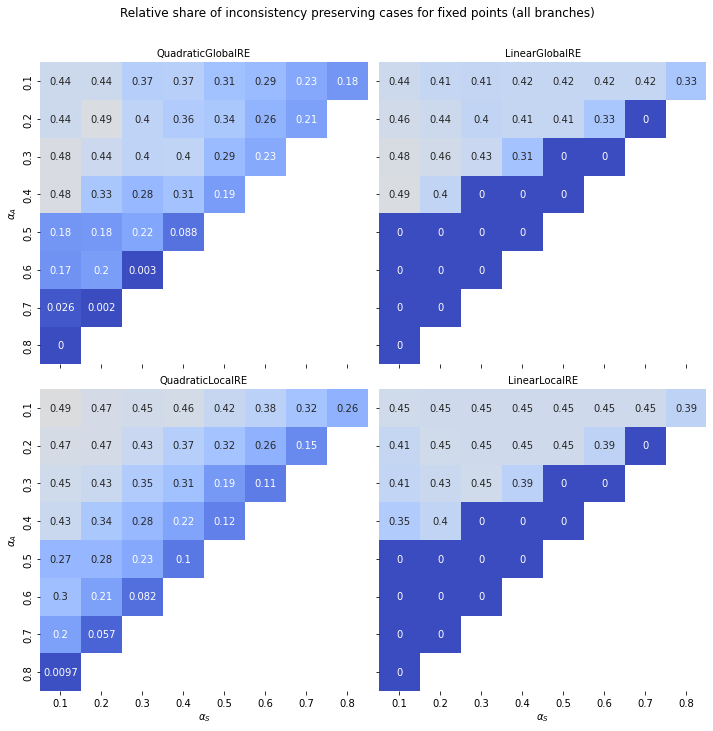 Relative share of inconsistency preserving cases for fixed points (all branches)
QuadraticGlobalRE
LinearGlobalRE
0.1 0.44 0.44 0.37 0.37 0.31 0.29 0.23 0.18 0.44 0.41 0.41 0.42 0.42 0.42 0.42 0.33
0.2 0.44 0.49 0.4 0.36 0.34 0.26 0.21 0.46 0.44 0.4 0.41 0.41 0.33 0
0.3 0.48 0.44 0.4 0.4 0.29 0.23 0.48 0.46 0.43 0.31 0 0
0.4 0.48 0.33 0.28 0.31 0.19 0.49 0.4 0 0 0
α_A
0.5 0.18 0.18 0.22 0.088 0 0 0 0
0.6 0.17 0.2 0.003 0 0 0
0.7 0.026 0.002 0 0
0.8 0 0
QuadraticLocalRE
LinearLocalRE
0.1 0.49 0.47 0.45 0.46 0.42 0.38 0.32 0.26 0.45 0.45 0.45 0.45 0.45 0.45 0.45 0.39
0.2 0.47 0.47 0.43 0.37 0.32 0.26 0.15 0.41 0.45 0.45 0.45 0.45 0.39 0
0.3 0.45 0.43 0.35 0.31 0.19 0.11 0.41 0.43 0.45 0.39 0 0
0.4 0.43 0.34 0.28 0.22 0.12 0.35 0.4 0 0 0
α_A
0.5 0.27 0.28 0.23 0.1 0 0 0 0
0.6 0.3 0.21 0.082 0 0 0
0.7 0.2 0.057 0 0
0.8 0.0097 0
0.1 0.2 0.3 0.4 0.5 0.6 0.7 0.8 0.1 0.2 0.3 0.4 0.5 0.6 0.7 0.8
α_S
α_S